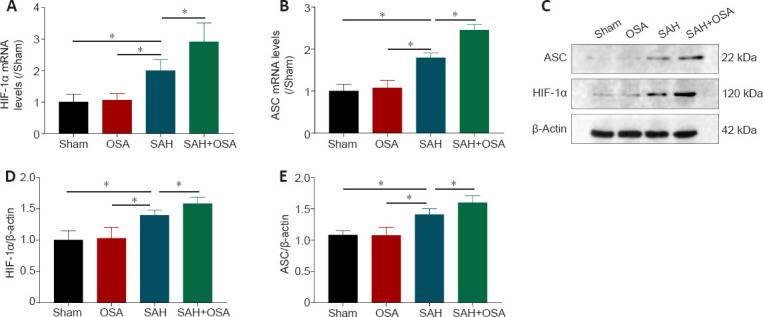 A
HIF-1α mRNA
levels (/Sham)
4
3
2
1
0
*
*
*
Sham OSA SAH SAH+OSA
B
ASC mRNA levels
(/Sham)
3
2
1
0
*
*
*
Sham OSA SAH SAH+OSA
C
Sham OSA SAH SAH+OSA
ASC 22 kDa
HIF-1α 120 kDa
β-Actin 42 kDa
D
HIF-1α/β-actin
2.0
1.5
1.0
0.5
0.0
*
*
*
Sham OSA SAH SAH+OSA
E
ASC/β-actin
2.0
1.5
1.0
0.5
0.0
*
*
*
Sham OSA SAH SAH+OSA